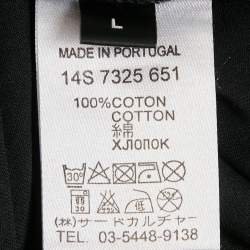 L
MADE IN PORTUGAL
14S 7325 651
100%COTON
COTTON
綿
ХЛОПОК
30°
(株)サードカルチャー
TEL. 03-5448-9138